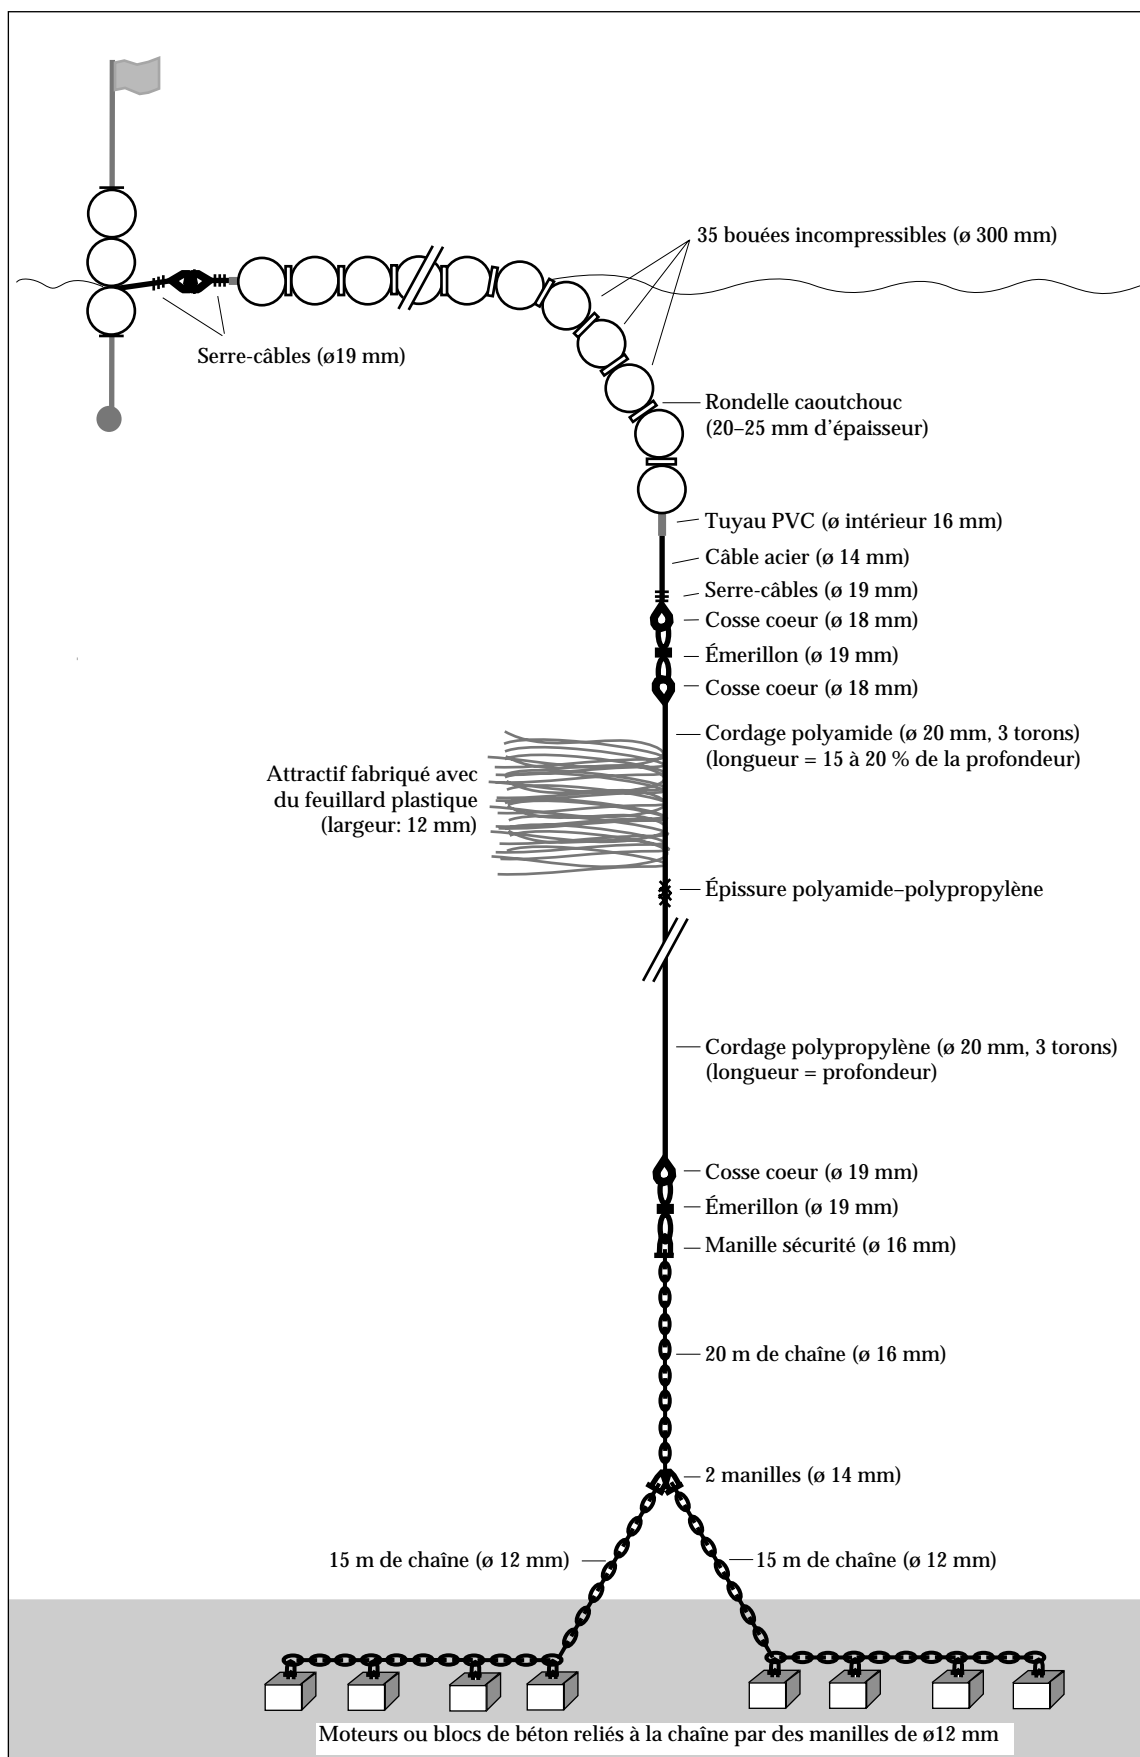 35 bouées incompressibles (ø 300 mm)
Serre-câbles (ø19 mm)
Rondelle caoutchouc
(20–25 mm d'épaisseur)
Tuyau PVC (ø intérieur 16 mm)
Câble acier (ø 14 mm)
Serre-câbles (ø 19 mm)
Cosse coeur (ø 18 mm)
Émerillon (ø 19 mm)
Cosse coeur (ø 18 mm)
Cordage polyamide (ø 20 mm, 3 torons)
(longueur = 15 à 20 % de la profondeur)
Attractif fabriqué avec
du feuillard plastique
(largeur: 12 mm)
Épissure polyamide–polypropylène
Cordage polypropylène (ø 20 mm, 3 torons)
(longueur = profondeur)
Cosse coeur (ø 19 mm)
Émerillon (ø 19 mm)
Manille sécurité (ø 16 mm)
20 m de chaîne (ø 16 mm)
2 manilles (ø 14 mm)
15 m de chaîne (ø 12 mm)
15 m de chaîne (ø 12 mm)
Moteurs ou blocs de béton reliés à la chaîne par des manilles de ø12 mm